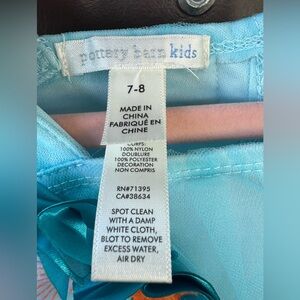 pottery barn kids
7-8
MADE IN
CHINA
FABRIQUÉ EN
CHINE
CORPS:
100% NYLON
DOUBLURE
100% POLYESTER
DECORATION
NON COMPRIS
RN#71395
CA#38634
SPOT CLEAN
WITH A DAMP
WHITE CLOTH,
BLOT TO REMOVE
EXCESS WATER,
AIR DRY